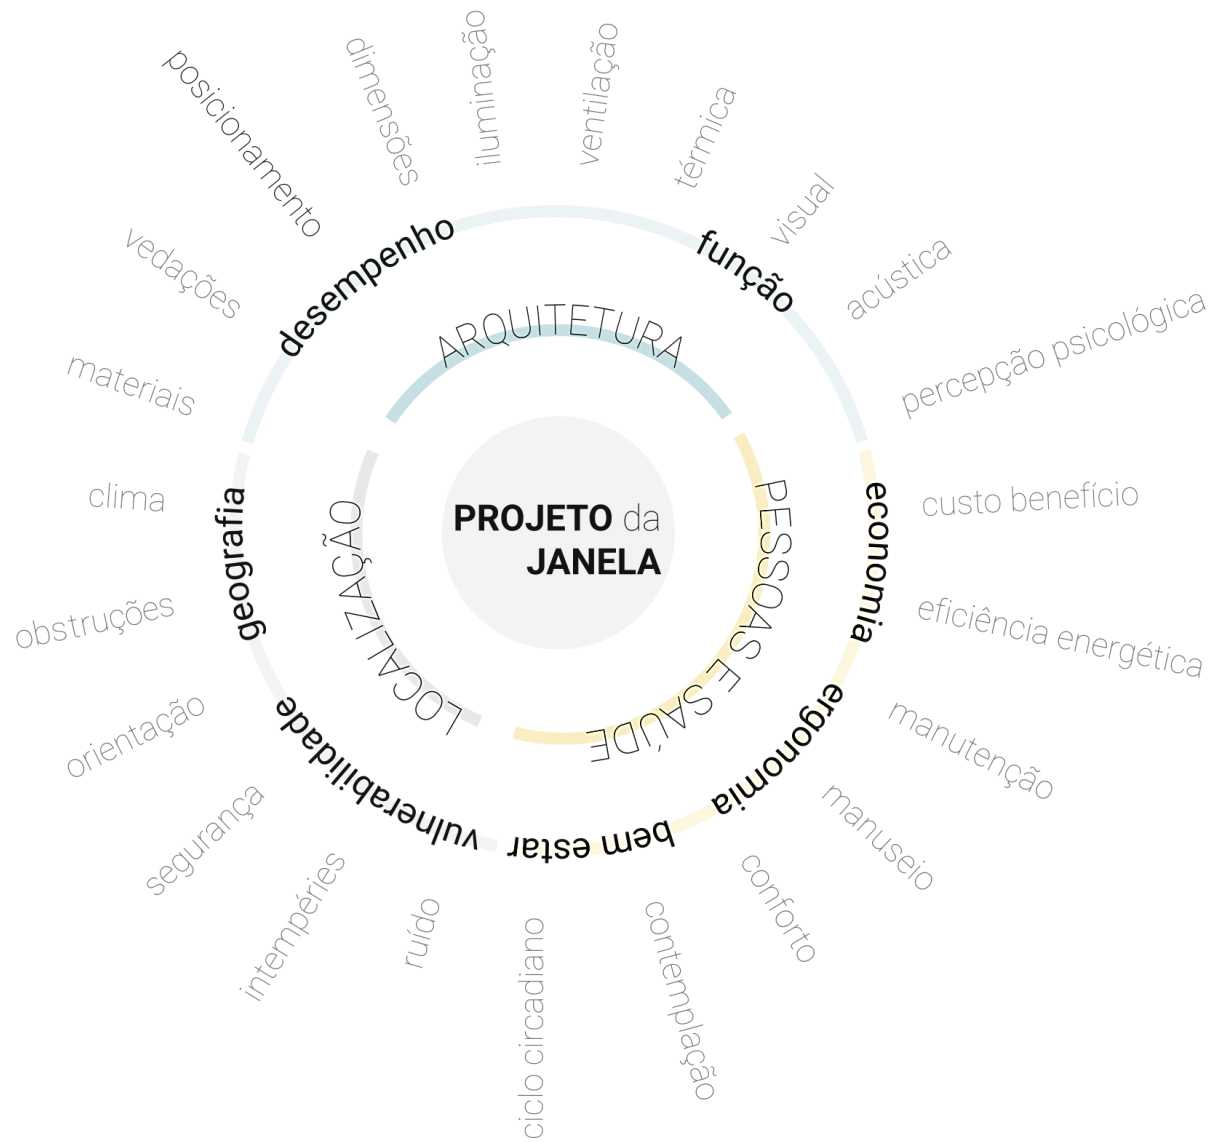 PROJETO da
JANELA
ARQUITETURA
PESSOAS E SAÚDE
LOCALIZAÇÃO
desempenho
função
economia
ergonomia
bem estar
vulnerabilidade
geografia
posicionamento
dimensões
iluminação
ventilação
térmica
visual
acústica
percepção psicológica
custo benefício
eficiência energética
manutenção
manuseio
conforto
contemplação
ciclo circadiano
ruído
intempéries
segurança
orientação
obstruções
clima
materiais
vedações